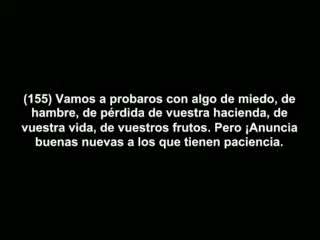 (155) Vamos a probaros con algo de miedo, de
hambre, de pérdida de vuestra hacienda, de
vuestra vida, de vuestros frutos. Pero ¡Anuncia
buenas nuevas a los que tienen paciencia.